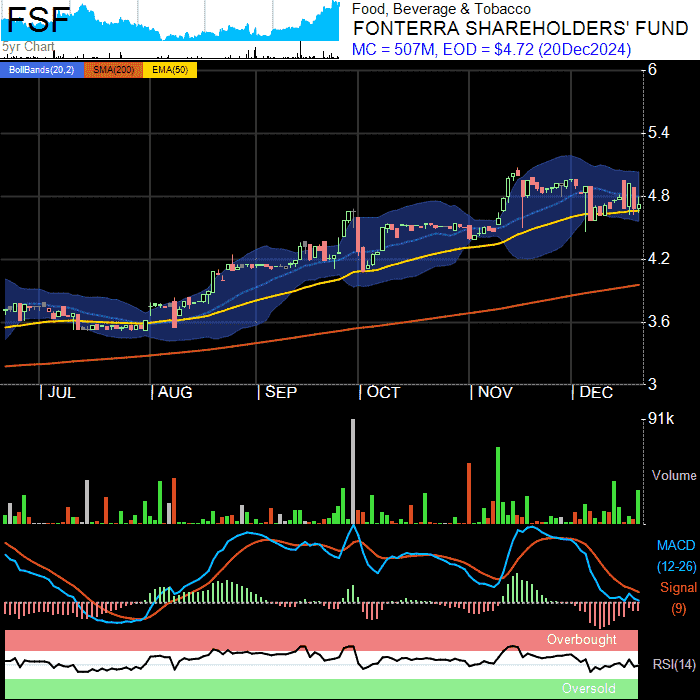 FSF
5yr Chart
Food, Beverage & Tobacco
FONTERRA SHAREHOLDERS' FUND
MC = 507M, EOD = $4.72 (20Dec2024)
BollBands(20,2) SMA(200) EMA(50)
6
5.4
4.8
4.2
3.6
3
JUL AUG SEP OCT NOV DEC
91k
Volume
MACD
(12-26)
Signal
(9)
Overbought
RSI(14)
Oversold